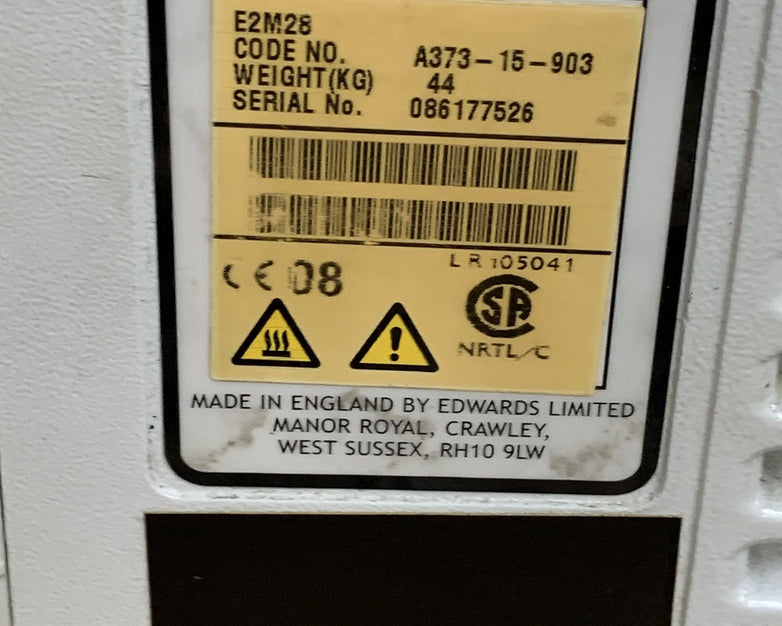 E2M28
CODE NO. A373-15-903
WEIGHT(KG) 44
SERIAL No. 086177526
CE 08
LR 105041
CSA
NRTL/C
MADE IN ENGLAND BY EDWARDS LIMITED
MANOR ROYAL, CRAWLEY,
WEST SUSSEX, RH10 9LW